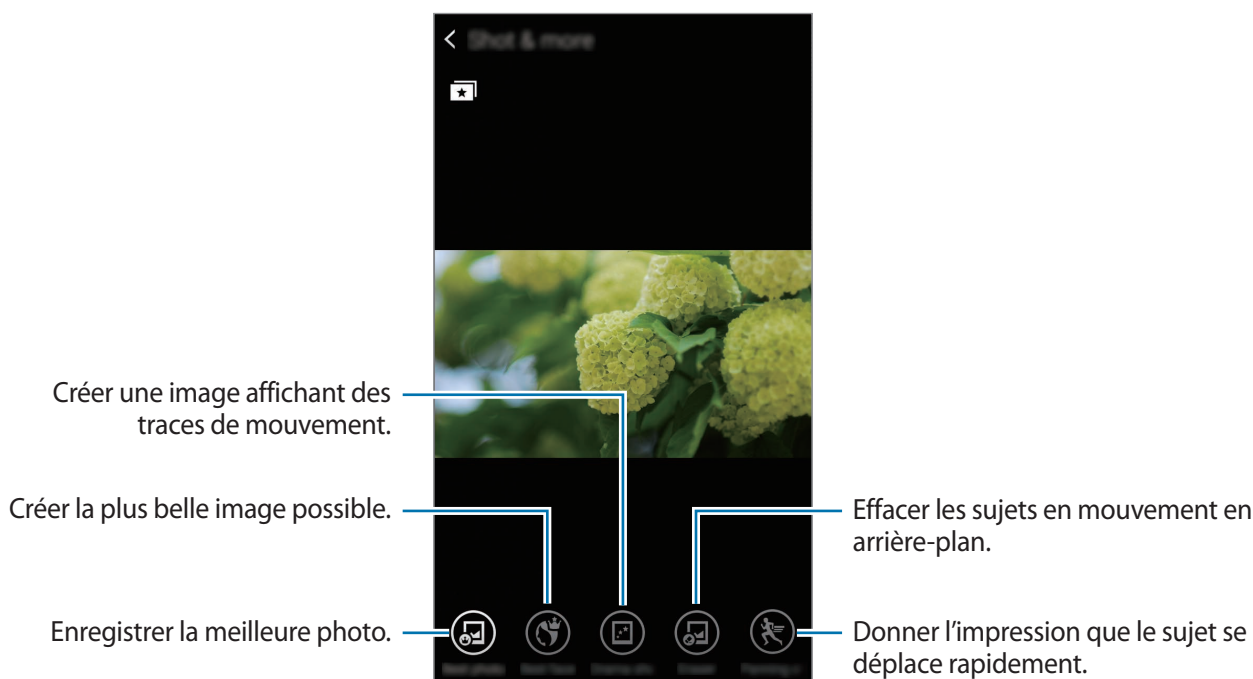 Shot & more
Créer une image affichant des
traces de mouvement.
Créer la plus belle image possible.
Enregistrer la meilleure photo.
Effacer les sujets en mouvement en
arrière-plan.
Donner l'impression que le sujet se
déplace rapidement.